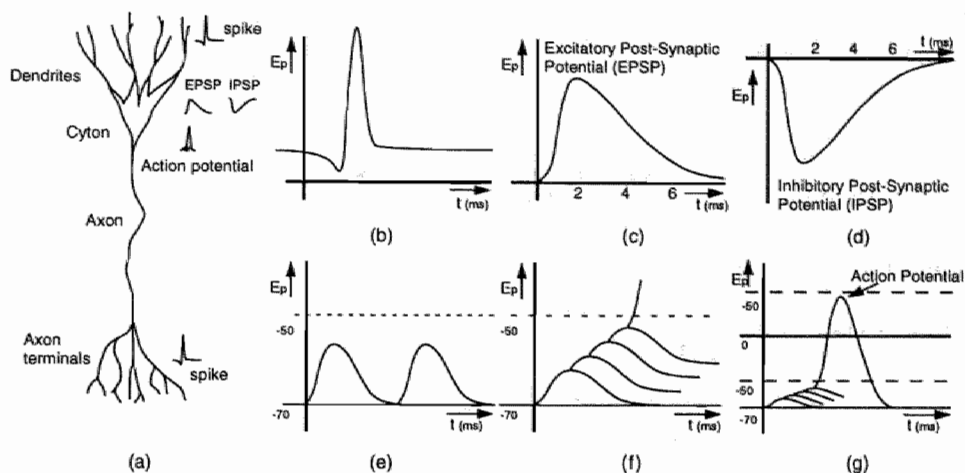 spike
Dendrites
EPSP IPSP
Cyton
Action potential
Axon
Axon
terminals
spike
(a)
Ep
t (ms)
(b)
Excitatory Post-Synaptic
Potential (EPSP)
Ep
2 4 6
t (ms)
(c)
t (ms)
2 4 6
Ep
Inhibitory Post-Synaptic
Potential (IPSP)
(d)
Ep
-50
-70
t (ms)
(e)
Ep
-50
-70
t (ms)
(f)
Ep
Action Potential
-50
0
-50
-70
t (ms)
(g)